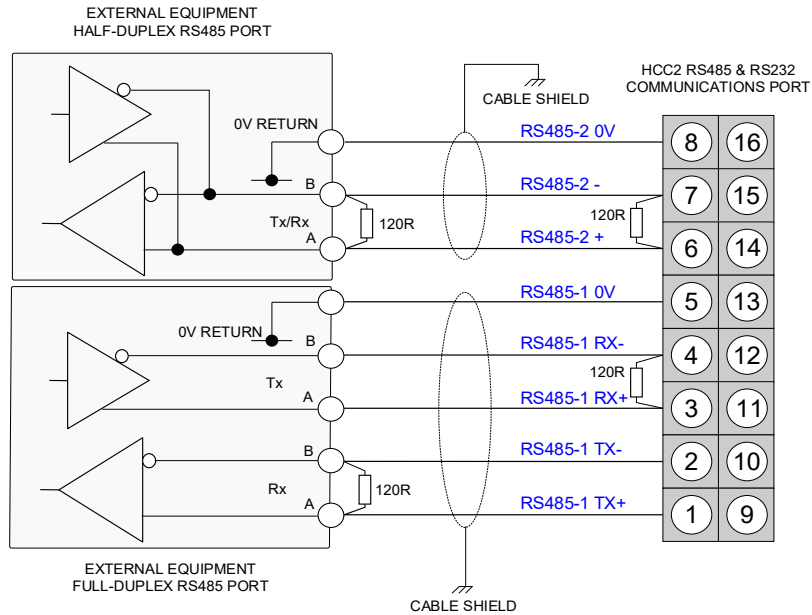 EXTERNAL EQUIPMENT
HALF-DUPLEX RS485 PORT
HCC2 RS485 & RS232
COMMUNICATIONS PORT
CABLE SHIELD
0V RETURN
RS485-2 0V
8
16
B
RS485-2 -
7
15
Tx/Rx
120R
120R
A
RS485-2 +
6
14
RS485-1 0V
5
13
0V RETURN
B
RS485-1 RX-
4
12
Tx
120R
A
RS485-1 RX+
3
11
B
RS485-1 TX-
2
10
Rx
120R
A
RS485-1 TX+
1
9
EXTERNAL EQUIPMENT
FULL-DUPLEX RS485 PORT
CABLE SHIELD